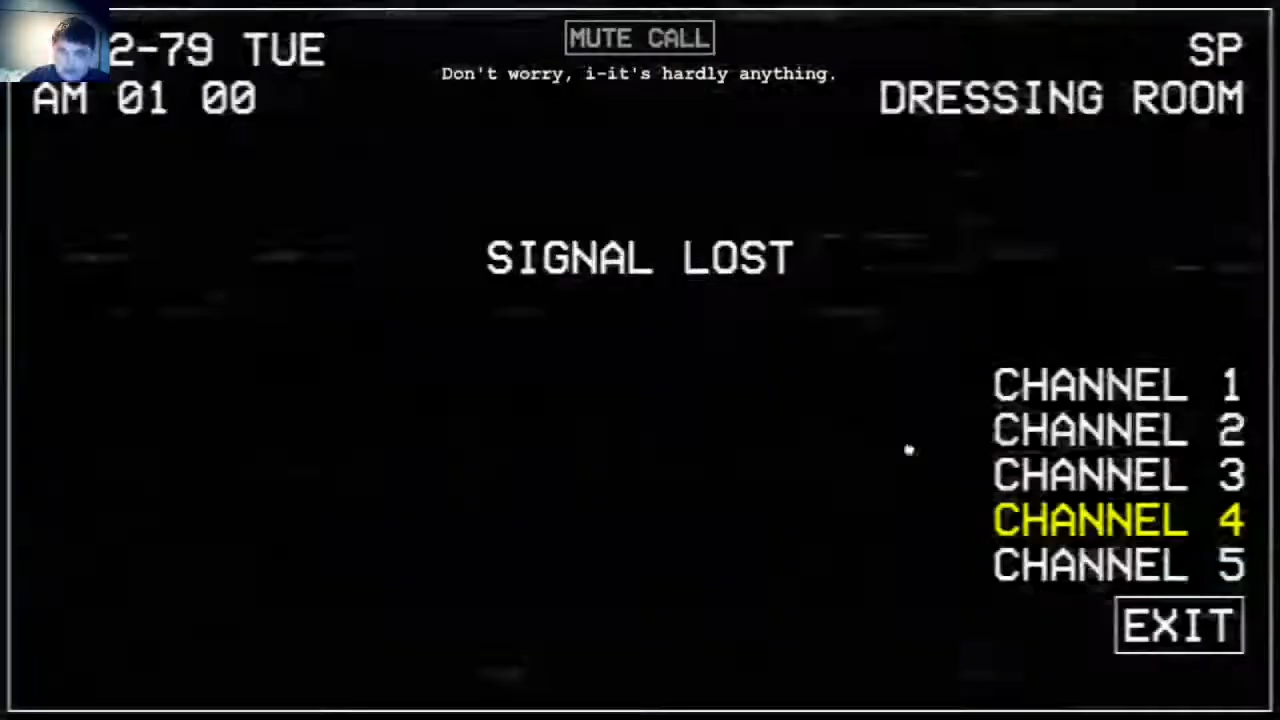 2-79 TUE
AM 01 00
MUTE CALL
Don't worry, i-it's hardly anything.
SP
DRESSING ROOM
SIGNAL LOST
CHANNEL 1
CHANNEL 2
CHANNEL 3
CHANNEL 4
CHANNEL 5
EXIT